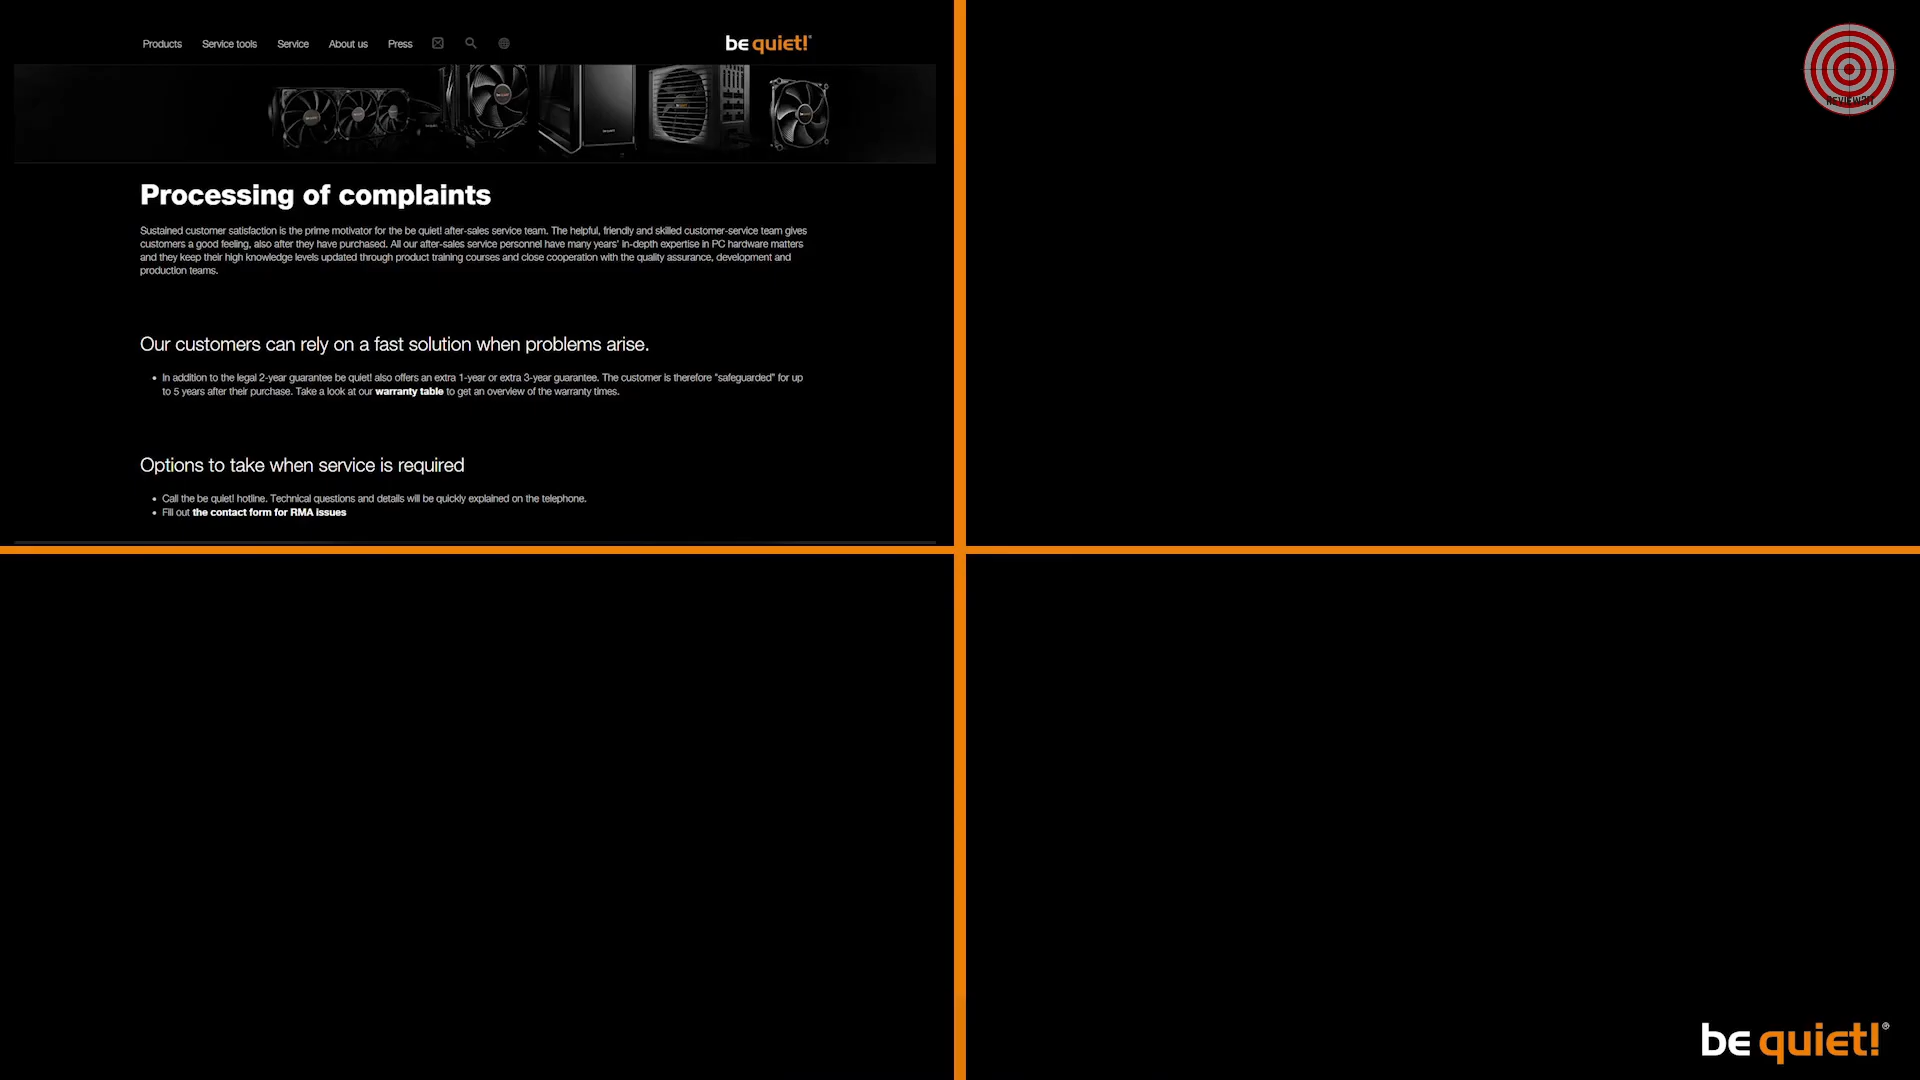 Products Service tools Service About us Press
be quiet!
Processing of complaints
Sustained customer satisfaction is the prime motivator for the be quiet! after-sales service team. The helpful, friendly and skilled customer-service team gives
customers a good feeling, also after they have purchased. All our after-sales service personnel have many years' in-depth expertise in PC hardware matters
and they keep their high knowledge levels updated through product training courses and close cooperation with the quality assurance, development and
production teams.
Our customers can rely on a fast solution when problems arise.
• In addition to the legal 2-year guarantee be quiet! also offers an extra 1-year or extra 3-year guarantee. The customer is therefore "safeguarded" for up
to 5 years after their purchase. Take a look at our warranty table to get an overview of the warranty times.
Options to take when service is required
• Call the be quiet! hotline. Technical questions and details will be quickly explained on the telephone.
• Fill out the contact form for RMA issues
be quiet!®